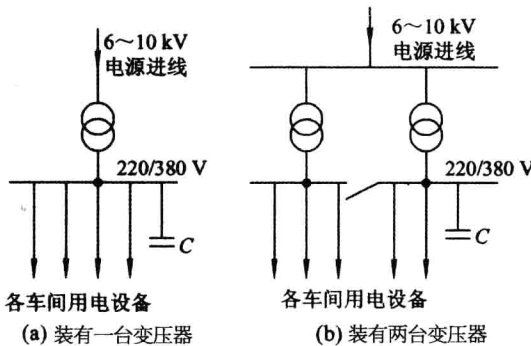 6～10 kV
电源进线
220/380 V
C
各车间用电设备
(a) 装有一台变压器
6～10 kV
电源进线
220/380 V
C
各车间用电设备
(b) 装有两台变压器